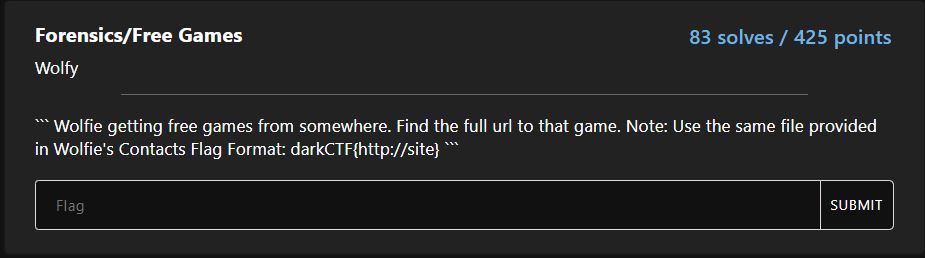 Forensics/Free Games
83 solves / 425 points
Wolfy
``` Wolfie getting free games from somewhere. Find the full url to that game. Note: Use the same file provided
in Wolfie's Contacts Flag Format: darkCTF{http://site} ```
Flag
SUBMIT